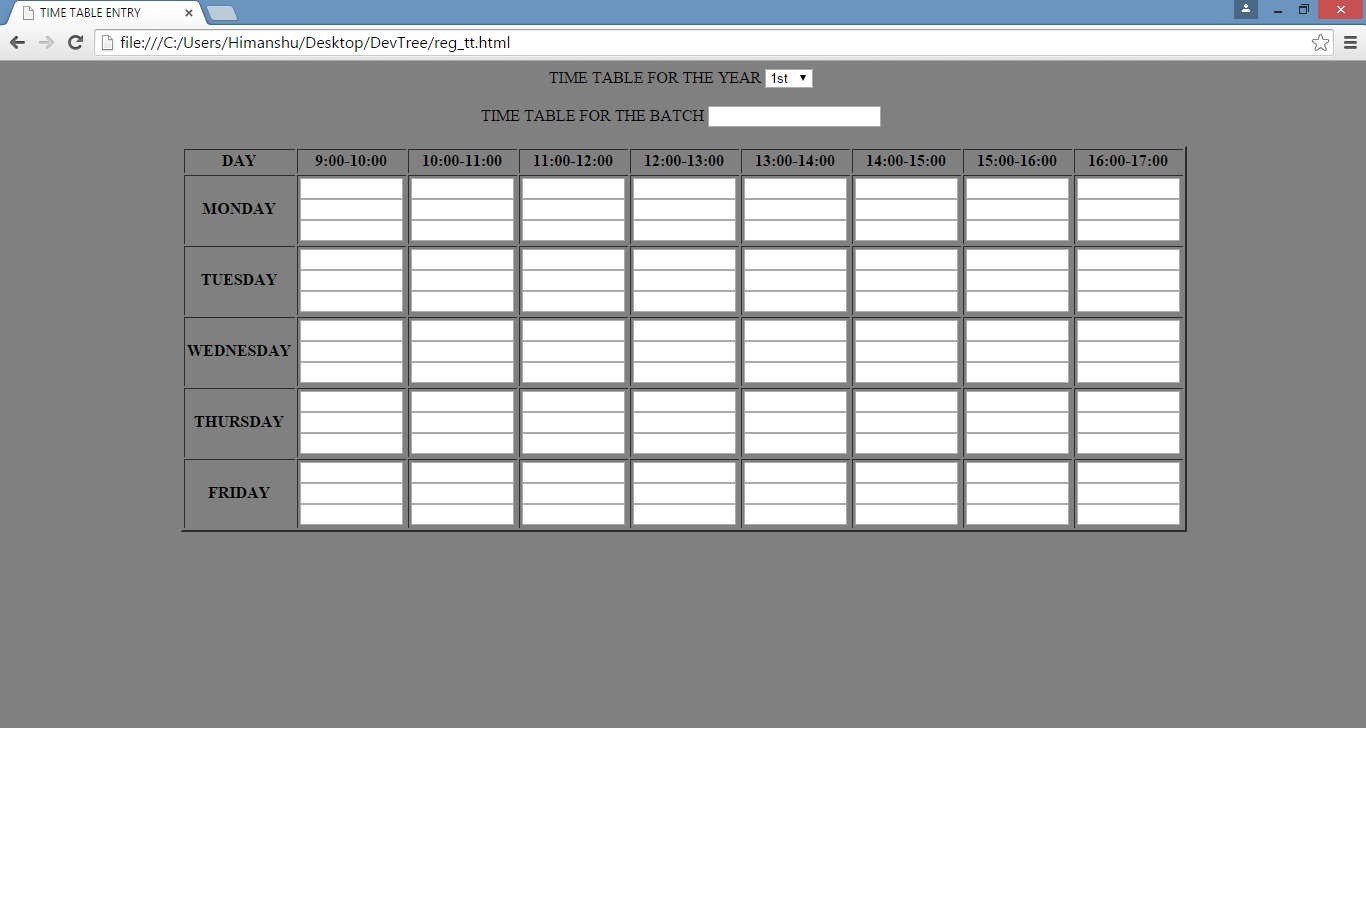 TIME TABLE ENTRY
file:///C:/Users/Himanshu/Desktop/DevTree/reg_tt.html
TIME TABLE FOR THE YEAR 1st
TIME TABLE FOR THE BATCH
DAY 9:00-10:00 10:00-11:00 11:00-12:00 12:00-13:00 13:00-14:00 14:00-15:00 15:00-16:00 16:00-17:00
MONDAY
TUESDAY
WEDNESDAY
THURSDAY
FRIDAY